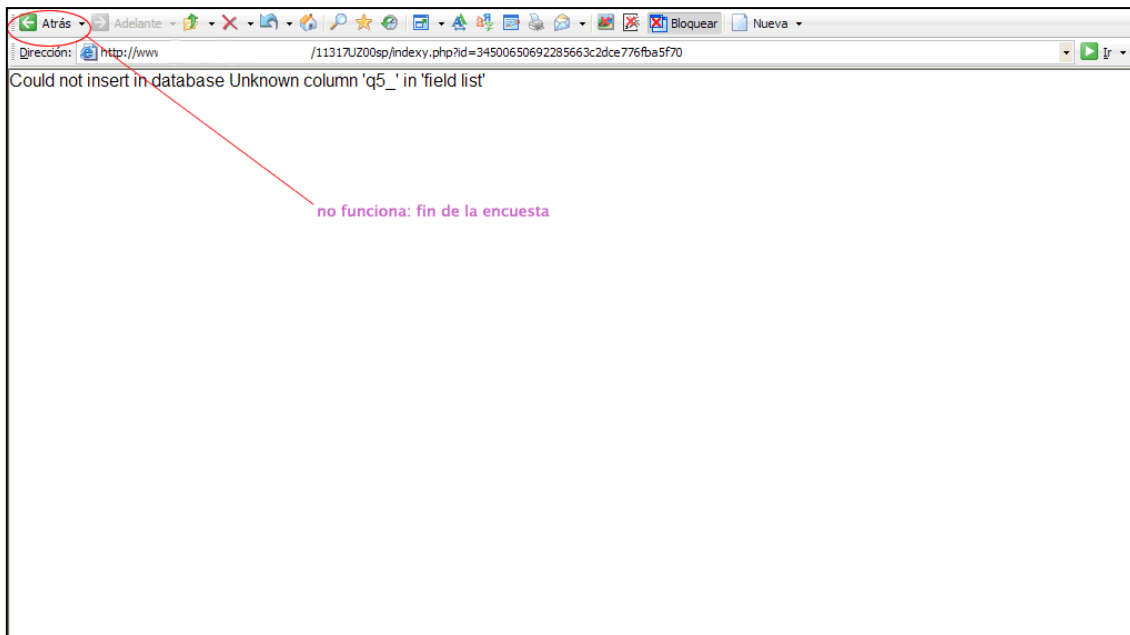 Atrás Adelante Bloquear Nueva
Dirección: http://www /11317UZ00sp/indexy.php?id=34500650692285663c2dce776fba5f70 Ir
Could not insert in database Unknown column 'q5_' in 'field list'
no funciona: fin de la encuesta